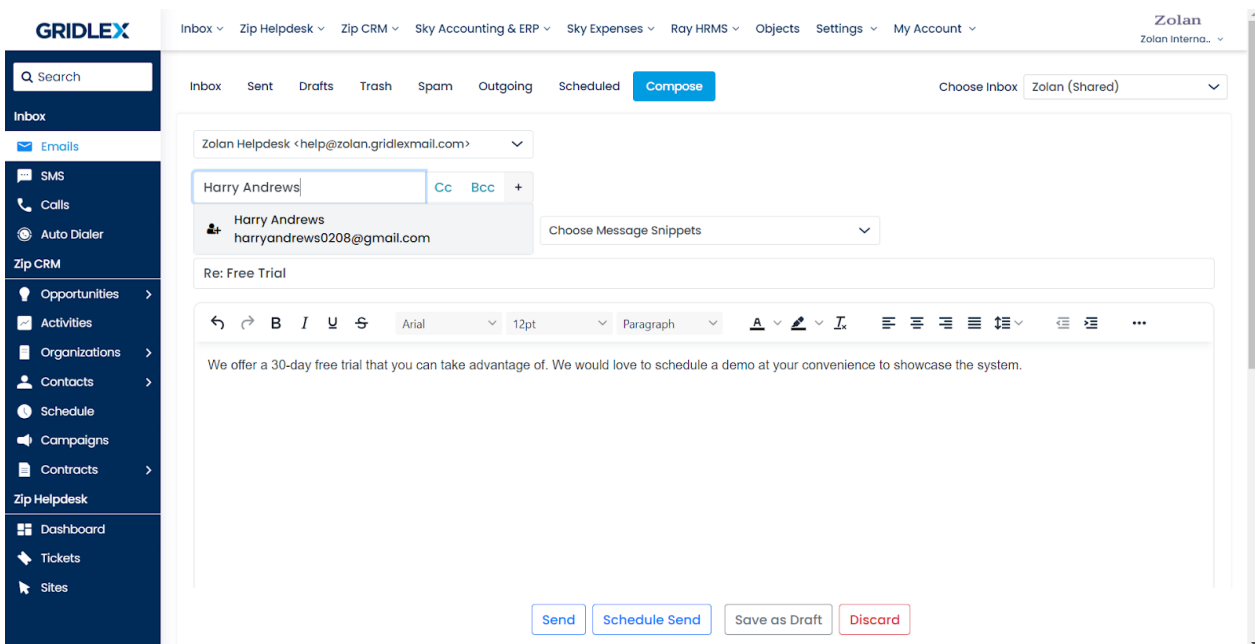 GRIDLEX
Inbox Zip Helpdesk Zip CRM Sky Accounting & ERP Sky Expenses Ray HRMS Objects Settings My Account
Zolan
Zolan Interna..
Search
Inbox
Emails
SMS
Calls
Auto Dialer
Zip CRM
Opportunities
Activities
Organizations
Contacts
Schedule
Campaigns
Contracts
Zip Helpdesk
Dashboard
Tickets
Sites
Inbox Sent Drafts Trash Spam Outgoing Scheduled Compose
Choose Inbox Zolan (Shared)
Zolan Helpdesk <help@zolan.gridlexmail.com>
Harry Andrews Cc Bcc +
Harry Andrews
harryandrews0208@gmail.com
Choose Message Snippets
Re: Free Trial
B I U S Arial 12pt Paragraph A
We offer a 30-day free trial that you can take advantage of. We would love to schedule a demo at your convenience to showcase the system.
Send Schedule Send Save as Draft Discard